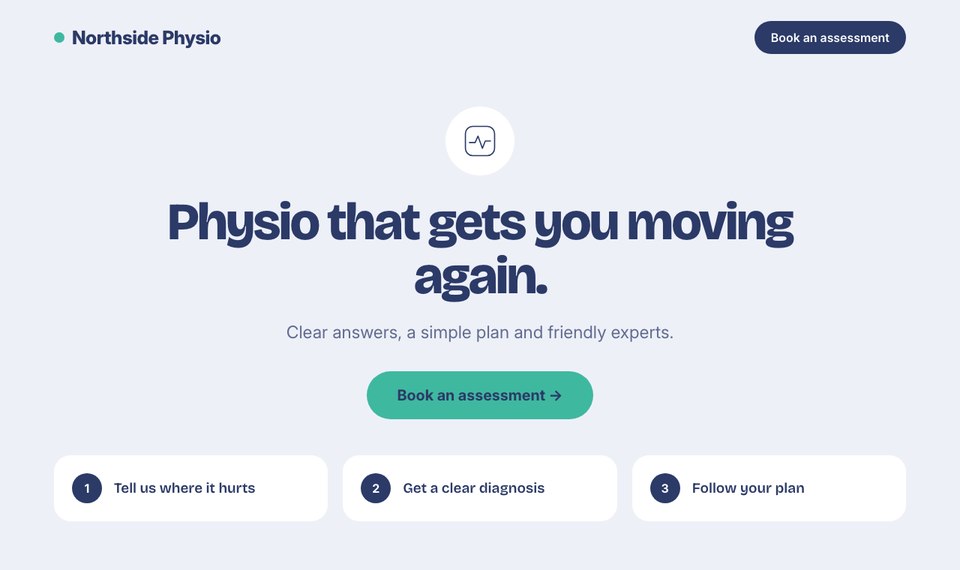 Northside Physio
Book an assessment
Physio that gets you moving
again.
Clear answers, a simple plan and friendly experts.
Book an assessment →
1 Tell us where it hurts
2 Get a clear diagnosis
3 Follow your plan